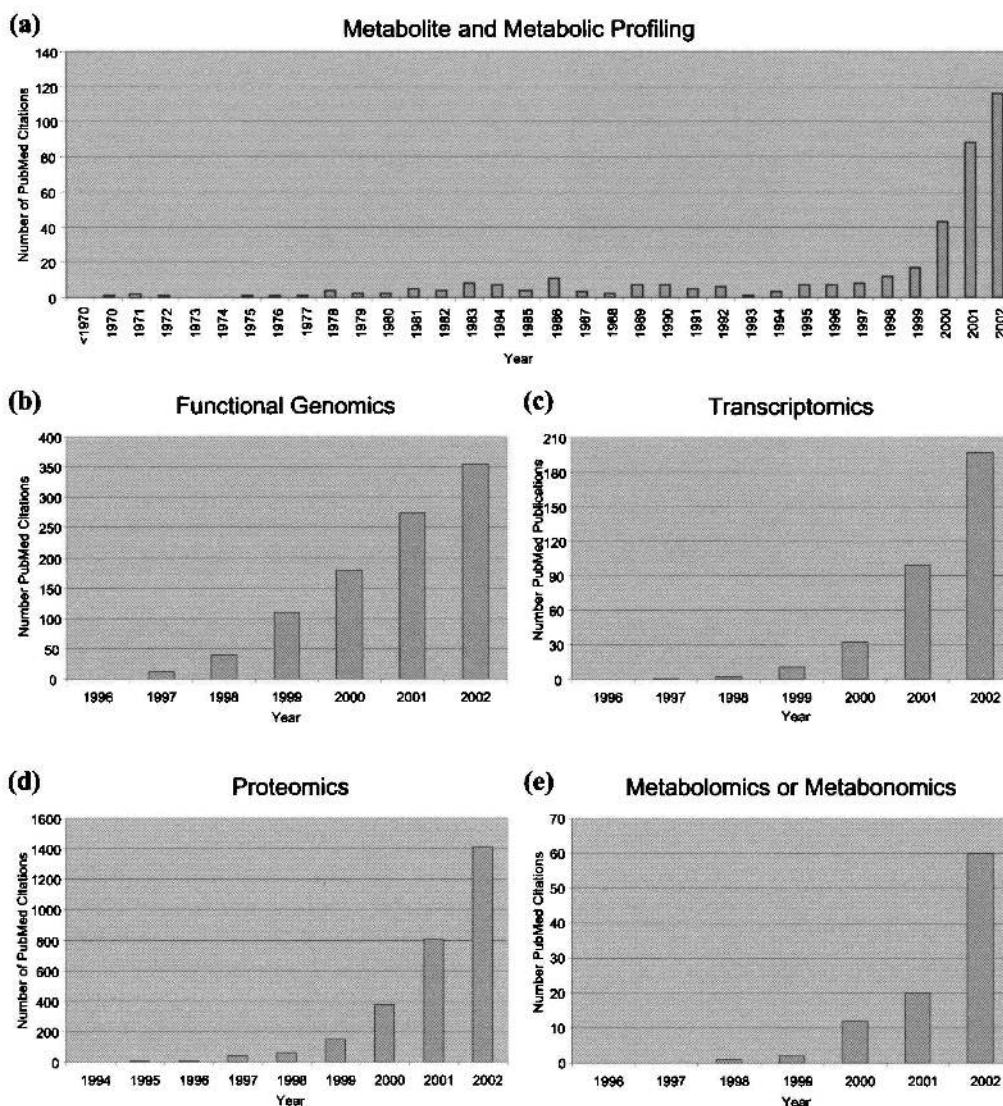 (a)
Metabolite and Metabolic Profiling
Number of PubMed Citations
140
120
100
80
60
40
20
0
<1970 1970 1971 1972 1973 1974 1975 1976 1977 1978 1979 1980 1981 1982 1983 1984 1985 1986 1987 1988 1989 1990 1991 1992 1993 1994 1995 1996 1997 1998 1999 2000 2001 2002
Year
(b)
Functional Genomics
Number PubMed Citations
400
350
300
250
200
150
100
50
0
1996 1997 1998 1999 2000 2001 2002
Year
(c)
Transcriptomics
Number PubMed Publications
210
180
150
120
90
60
30
0
1996 1997 1998 1999 2000 2001 2002
Year
(d)
Proteomics
Number of PubMed Citations
1600
1400
1200
1000
800
600
400
200
0
1994 1995 1996 1997 1998 1999 2000 2001 2002
Year
(e)
Metabolomics or Metabonomics
Number PubMed Citations
70
60
50
40
30
20
10
0
1996 1997 1998 1999 2000 2001 2002
Year